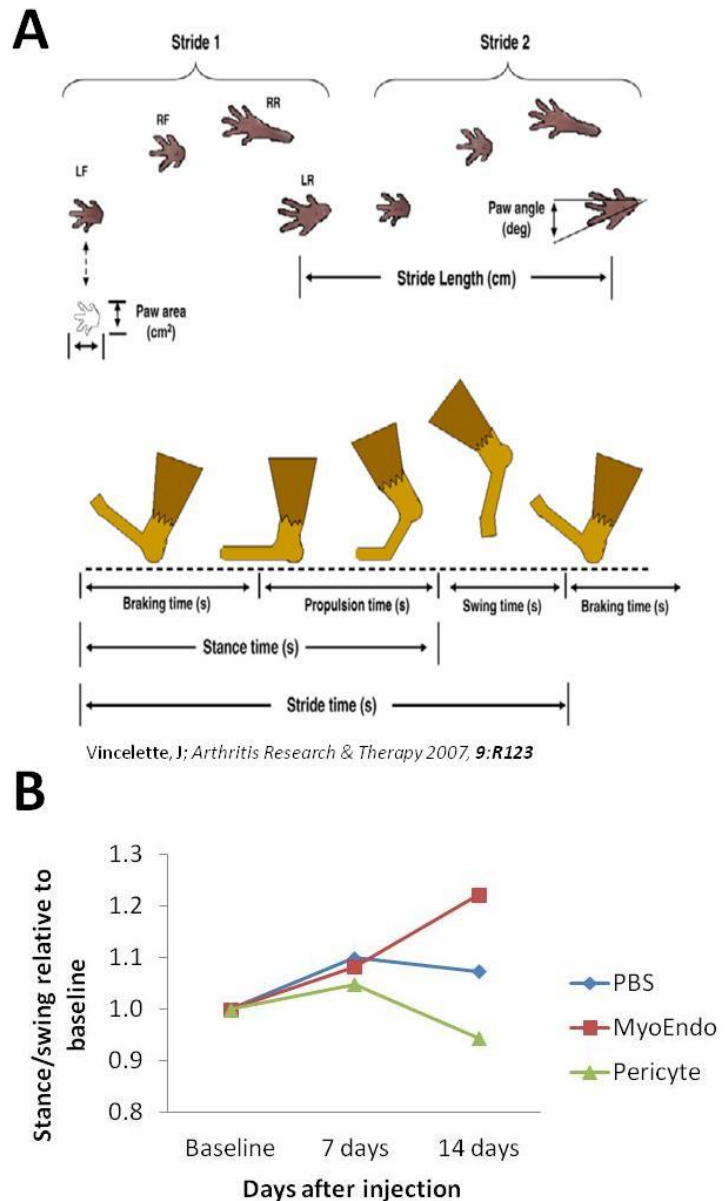 A
Stride 1
Stride 2
RR
RF
LF
LR
Paw angle
(deg)
Stride Length (cm)
Paw area
(cm²)
Braking time (s)
Propulsion time (s)
Swing time (s)
Braking time (s)
Stance time (s)
Stride time (s)
Vincelette, J; Arthritis Research & Therapy 2007, 9:R123
B
Stance/swing relative to
baseline
1.3
1.2
1.1
1.0
0.9
0.8
PBS
MyoEndo
Pericyte
Baseline
7 days
14 days
Days after injection